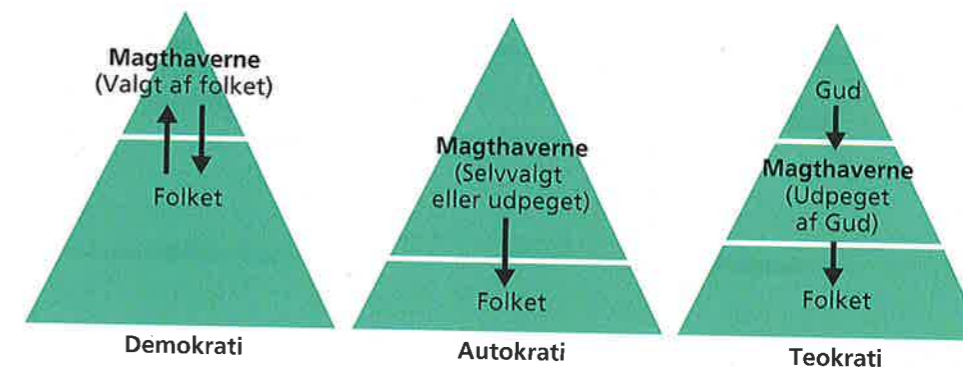 Magthaverne
(Valgt af folket)
Folket
Demokrati
Magthaverne
(Selvvalgt
eller udpeget)
Folket
Autokrati
Gud
Magthaverne
(Udpeget
af Gud)
Folket
Teokrati